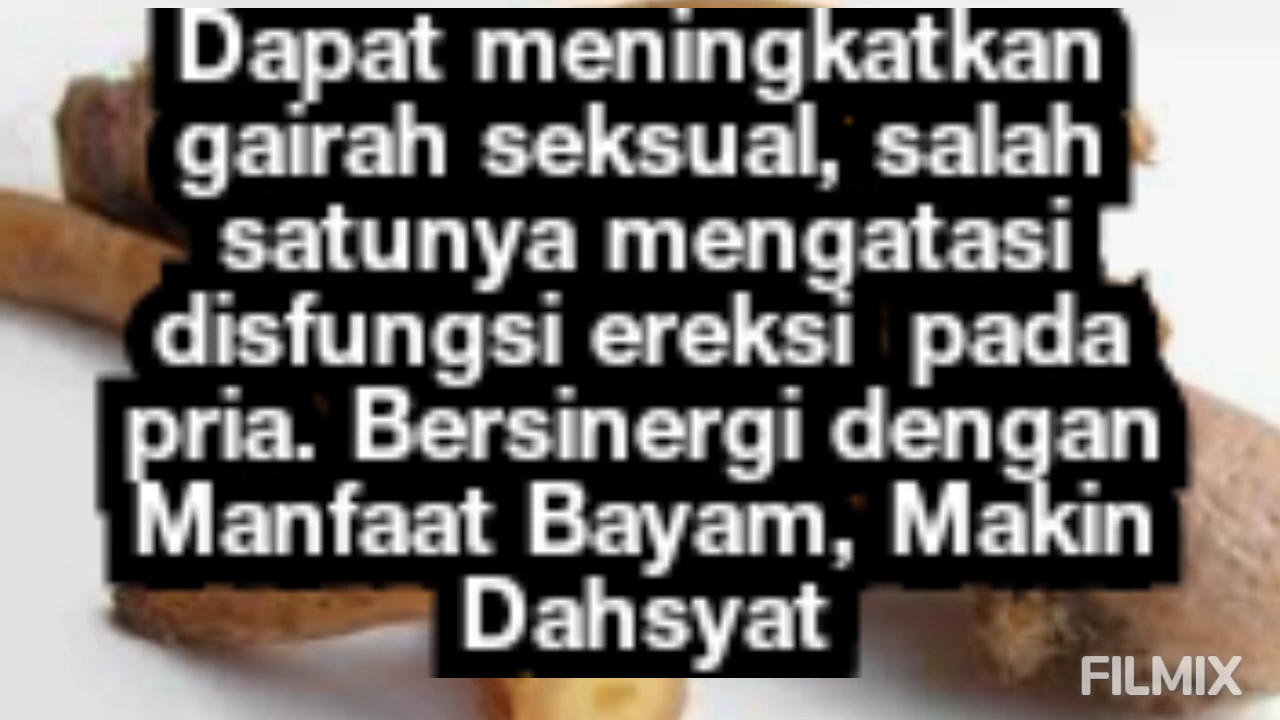 Dapat meningkatkan
gairah seksual, salah
satunya mengatasi
disfungsi ereksi pada
pria. Bersinergi dengan
Manfaat Bayam, Makin
Dahsyat
FILMIX